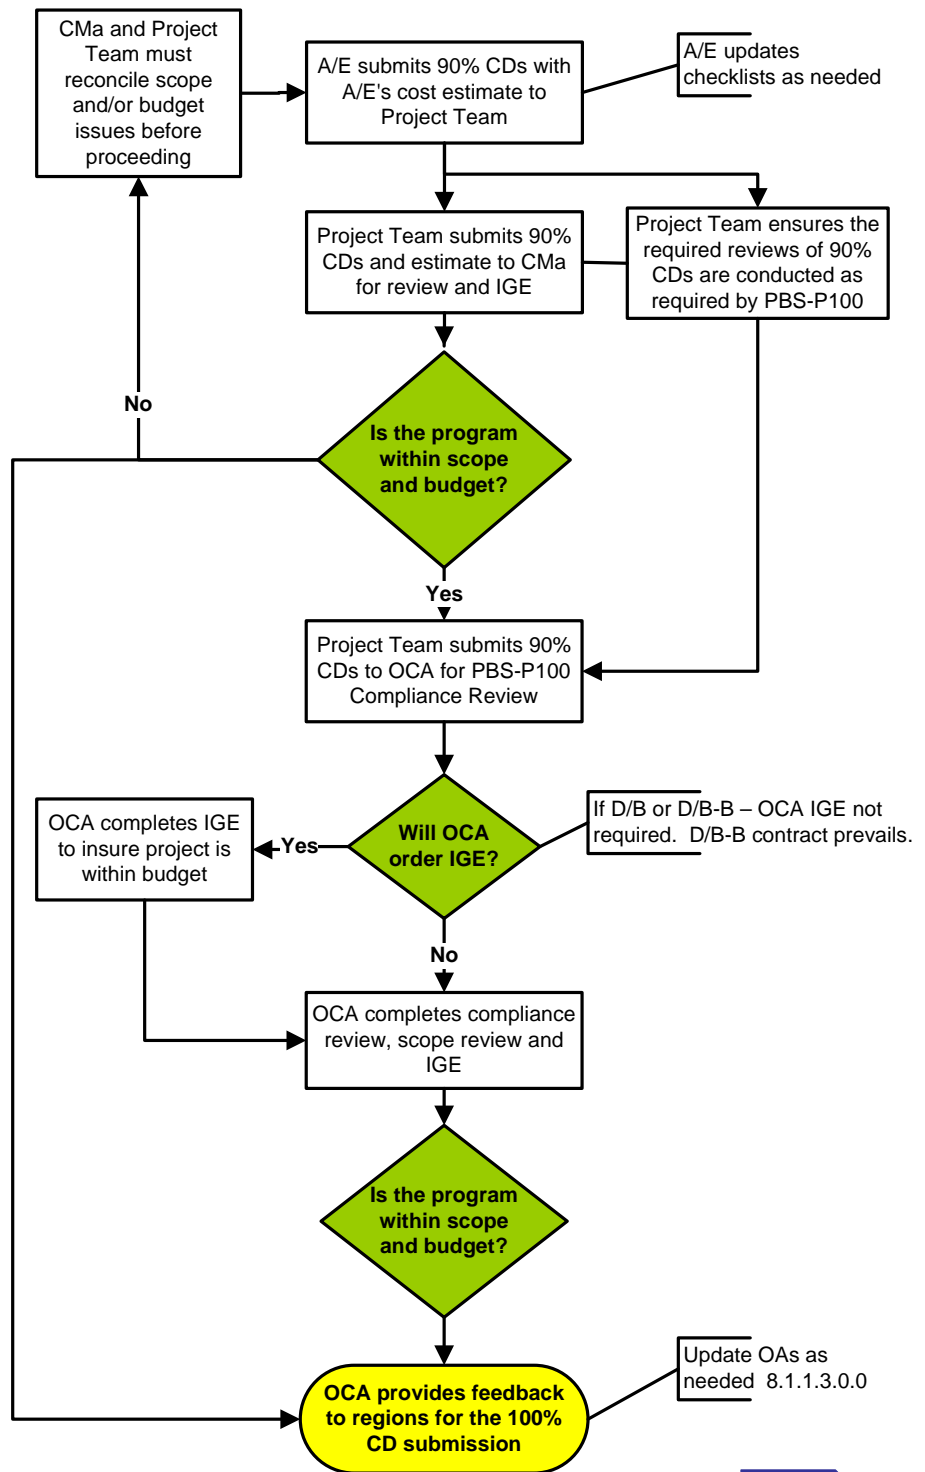 CMa and Project
Team must
reconcile scope
and/or budget
issues before
proceeding
A/E submits 90% CDs with
A/E's cost estimate to
Project Team
A/E updates
checklists as needed
Project Team submits 90%
CDs and estimate to CMa
for review and IGE
Project Team ensures the
required reviews of 90%
CDs are conducted as
required by PBS-P100
No
Is the program
within scope
and budget?
Yes
Project Team submits 90%
CDs to OCA for PBS-P100
Compliance Review
OCA completes IGE
to insure project is
within budget
Yes
Will OCA
order IGE?
If D/B or D/B-B – OCA IGE not
required.  D/B-B contract prevails.
No
OCA completes compliance
review, scope review and
IGE
Is the program
within scope
and budget?
OCA provides feedback
to regions for the 100%
CD submission
Update OAs as
needed  8.1.1.3.0.0